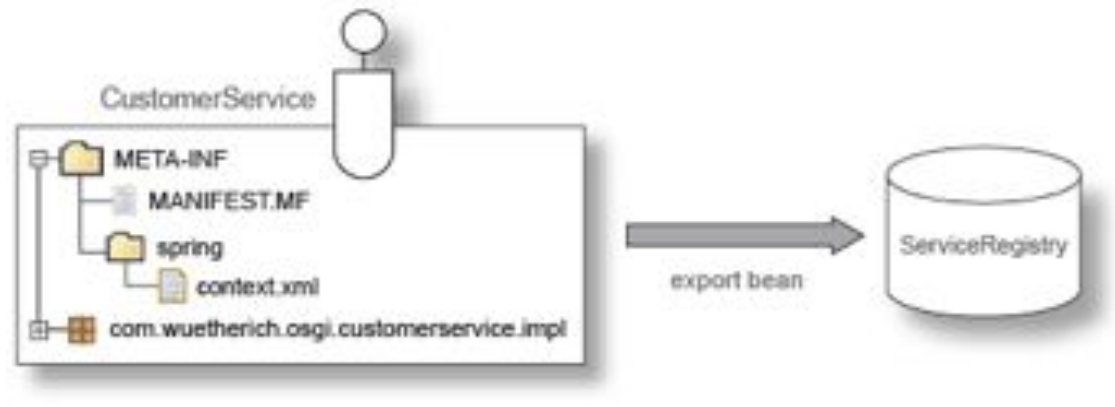 CustomerService
META-INF
MANIFEST.MF
spring
context.xml
com.wuetherich.osgi.customerservice.impl
export bean
ServiceRegistry